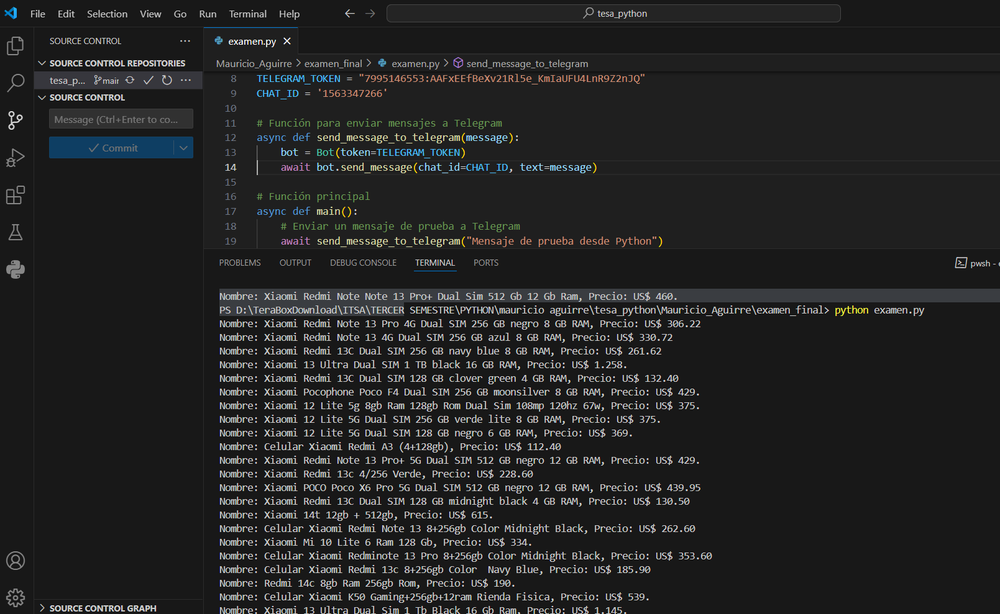 File Edit Selection View Go Run Terminal Help
tesa_python
SOURCE CONTROL
SOURCE CONTROL REPOSITORIES
tesa_p... main
SOURCE CONTROL
Message (Ctrl+Enter to co...
Commit
SOURCE CONTROL GRAPH
examen.py
Mauricio_Aguirre > examen_final > examen.py > send_message_to_telegram
8 TELEGRAM_TOKEN = "7995146553:AAFxEEfBeXv21Rl5e_KmIaUFU4LnR9Z2nJQ"
9 CHAT_ID = '1563347266'
10
11 # Función para enviar mensajes a Telegram
12 async def send_message_to_telegram(message):
13 bot = Bot(token=TELEGRAM_TOKEN)
14 await bot.send_message(chat_id=CHAT_ID, text=message)
15
16 # Función principal
17 async def main():
18 # Enviar un mensaje de prueba a Telegram
19 await send_message_to_telegram("Mensaje de prueba desde Python")
PROBLEMS OUTPUT DEBUG CONSOLE TERMINAL PORTS
pwsh -
Nombre: Xiaomi Redmi Note Note 13 Pro+ Dual Sim 512 Gb 12 Gb Ram, Precio: US$ 460.
PS D:\TeraBoxDownload\ITSA\TERCER SEMESTRE\PYTHON\mauricio aguirre\tesa_python\Mauricio_Aguirre\examen_final> python examen.py
Nombre: Xiaomi Redmi Note 13 Pro 4G Dual SIM 256 GB negro 8 GB RAM, Precio: US$ 306.22
Nombre: Xiaomi Redmi Note 13 4G Dual SIM 256 GB azul 8 GB RAM, Precio: US$ 330.72
Nombre: Xiaomi Redmi 13C Dual SIM 256 GB navy blue 8 GB RAM, Precio: US$ 261.62
Nombre: Xiaomi 13 Ultra Dual SIM 1 TB black 16 GB RAM, Precio: US$ 1.258.
Nombre: Xiaomi Redmi 13C Dual SIM 128 GB clover green 4 GB RAM, Precio: US$ 132.40
Nombre: Xiaomi Pocophone Poco F4 Dual SIM 256 GB moonsilver 8 GB RAM, Precio: US$ 429.
Nombre: Xiaomi 12 Lite 5g 8gb Ram 128gb Rom Dual Sim 108mp 120hz 67w, Precio: US$ 375.
Nombre: Xiaomi 12 Lite 5G Dual SIM 256 GB verde lite 8 GB RAM, Precio: US$ 375.
Nombre: Xiaomi 12 Lite 5G Dual SIM 128 GB negro 6 GB RAM, Precio: US$ 369.
Nombre: Celular Xiaomi Redmi A3 (4+128gb), Precio: US$ 112.40
Nombre: Xiaomi Redmi Note 13 Pro+ 5G Dual SIM 512 GB negro 12 GB RAM, Precio: US$ 429.
Nombre: Xiaomi Redmi 13c 4/256 Verde, Precio: US$ 228.60
Nombre: Xiaomi POCO Poco X6 Pro 5G Dual SIM 512 GB negro 12 GB RAM, Precio: US$ 439.95
Nombre: Xiaomi Redmi 13C Dual SIM 128 GB midnight black 4 GB RAM, Precio: US$ 130.50
Nombre: Xiaomi 14t 12gb + 512gb, Precio: US$ 615.
Nombre: Celular Xiaomi Redmi Note 13 8+256gb Color Midnight Black, Precio: US$ 262.60
Nombre: Xiaomi Mi 10 Lite 6 Ram 128 Gb, Precio: US$ 334.
Nombre: Celular Xiaomi Redminote 13 Pro 8+256gb Color Midnight Black, Precio: US$ 353.60
Nombre: Celular Xiaomi Redmi 13c 8+256gb Color  Navy Blue, Precio: US$ 185.90
Nombre: Redmi 14c 8gb Ram 256gb Rom, Precio: US$ 190.
Nombre: Celular Xiaomi K50 Gaming+256gb+12ram Rienda Fisica, Precio: US$ 539.
Nombre: Xiaomi 13 Ultra Dual Sim 1 Tb Black 16 Gb Ram, Precio: US$ 1.145.